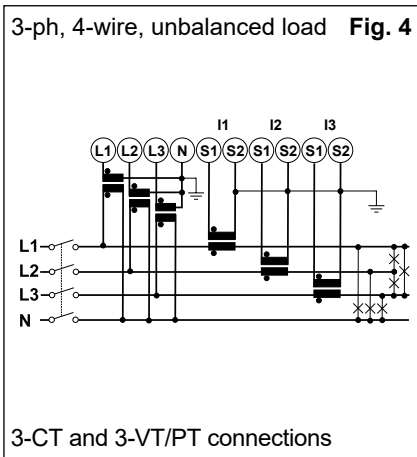 3-ph, 4-wire, unbalanced load Fig. 4
I1 I2 I3
L1 L2 L3 N S1 S2 S1 S2 S1 S2
L1
L2
L3
N
3-CT and 3-VT/PT connections